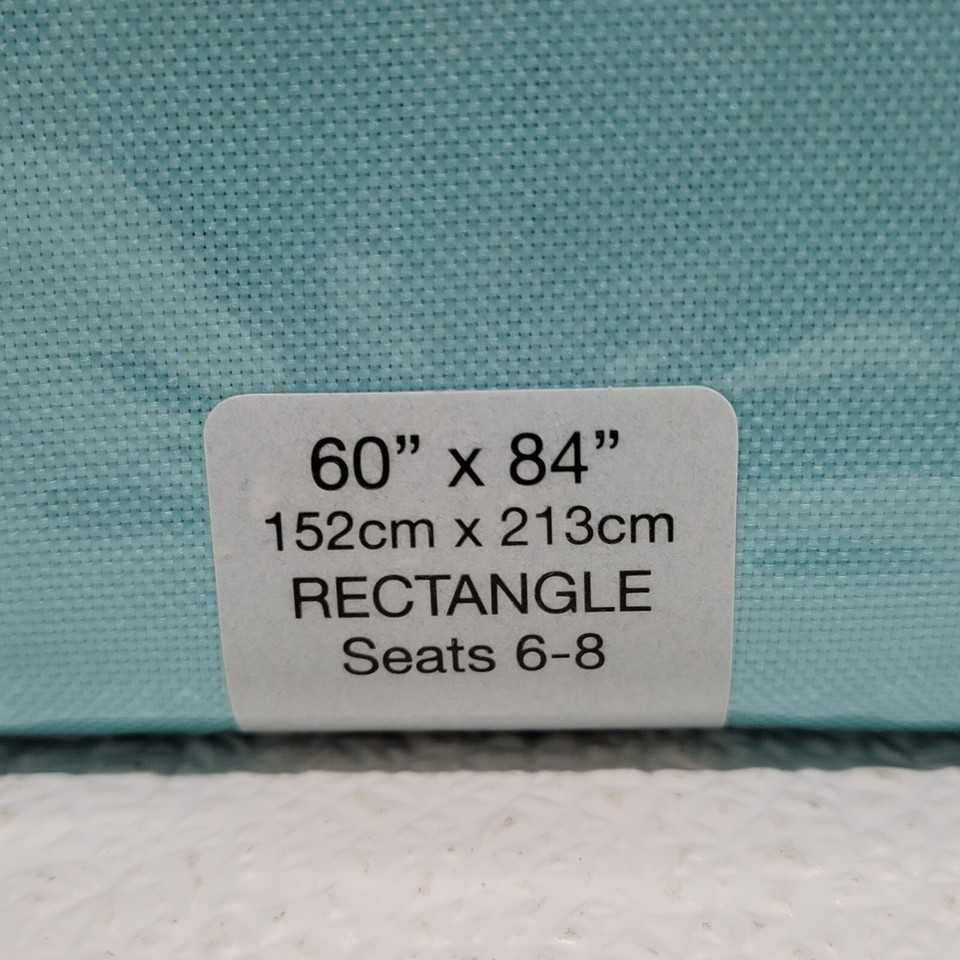 60” x 84”
152cm x 213cm
RECTANGLE
Seats 6-8